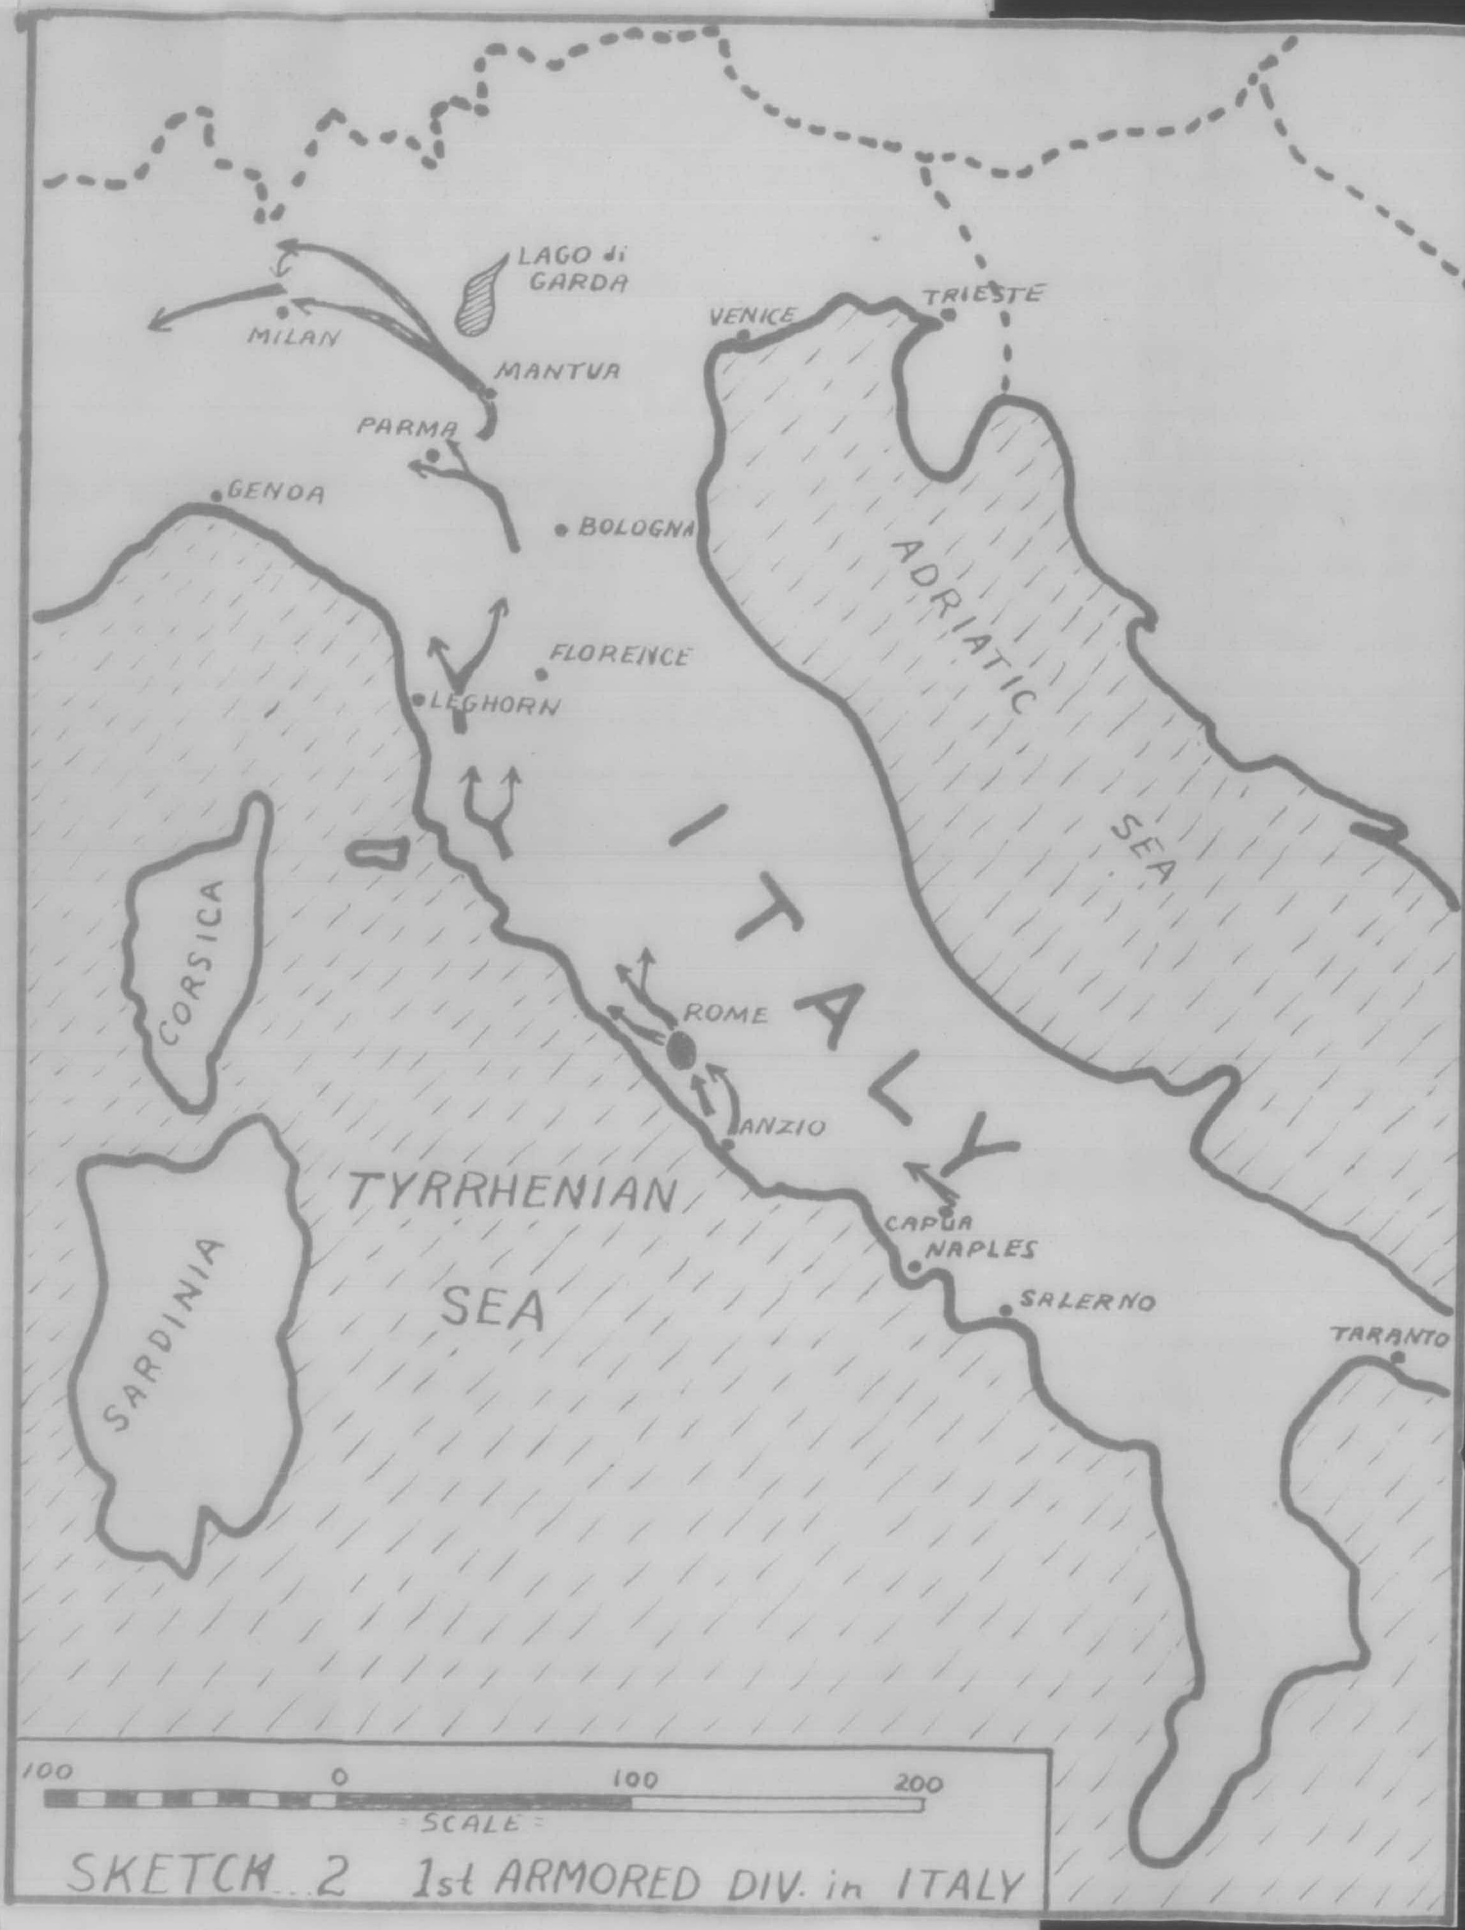 LAGO di
GARDA
TRIESTE
VENICE
MILAN
MANTUA
PARMA
GENOA
BOLOGNA
ADRIATIC
SEA
FLORENCE
LEGHORN
ITALY
CORSICA
ROME
ANZIO
TYRRHENIAN
SEA
CAPUA
NAPLES
SALERNO
TARANTO
SARDINIA
100 0 100 200
SCALE
SKETCH 2 1st ARMORED DIV. in ITALY